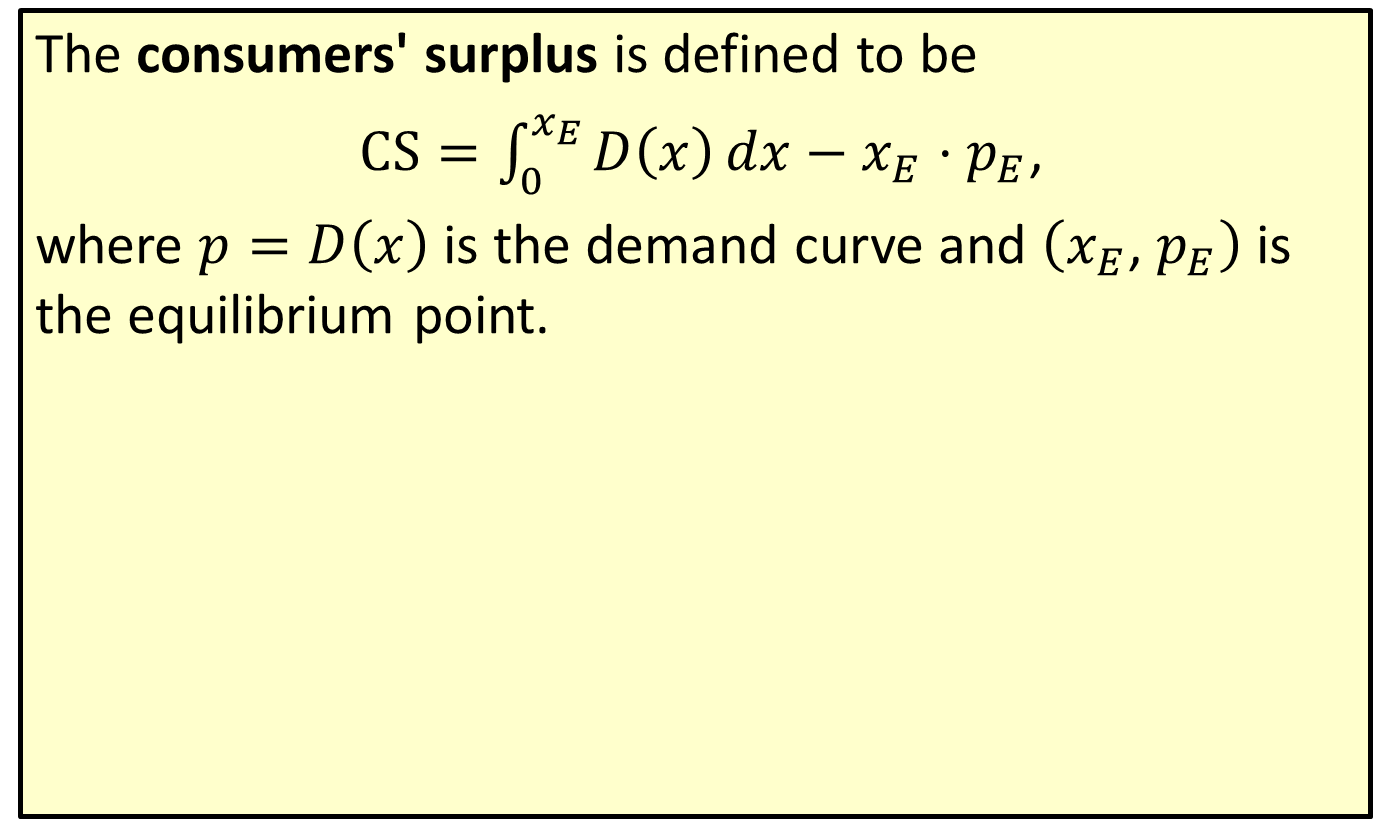 The consumers' surplus is defined to be
CS = ∫₀^{x_E} D(x) dx − x_E · p_E,
where p = D(x) is the demand curve and (x_E, p_E) is
the equilibrium point.